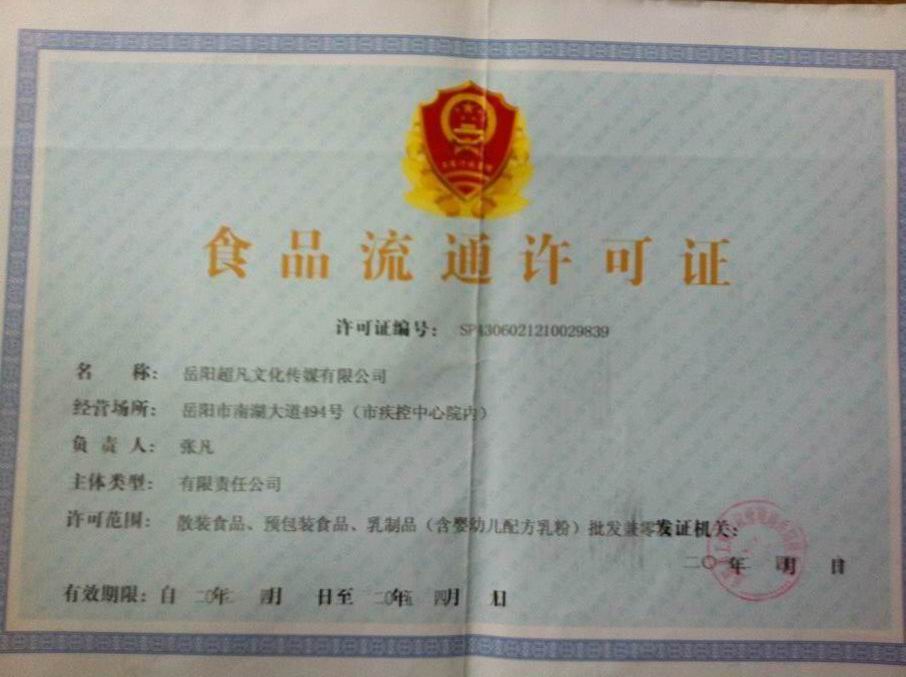 食品流通许可证
许可证编号： SP4306021210029839
名 称： 岳阳超凡文化传媒有限公司
经营场所： 岳阳市南湖大道494号（市疾控中心院内）
负 责 人： 张凡
主体类型： 有限责任公司
许可范围： 散装食品、预包装食品、乳制品（含婴幼儿配方乳粉）批发兼零
发证机关：
二〇 年 月 日
有效期限：自 二〇 年 月 日至 二〇 年 四月 日